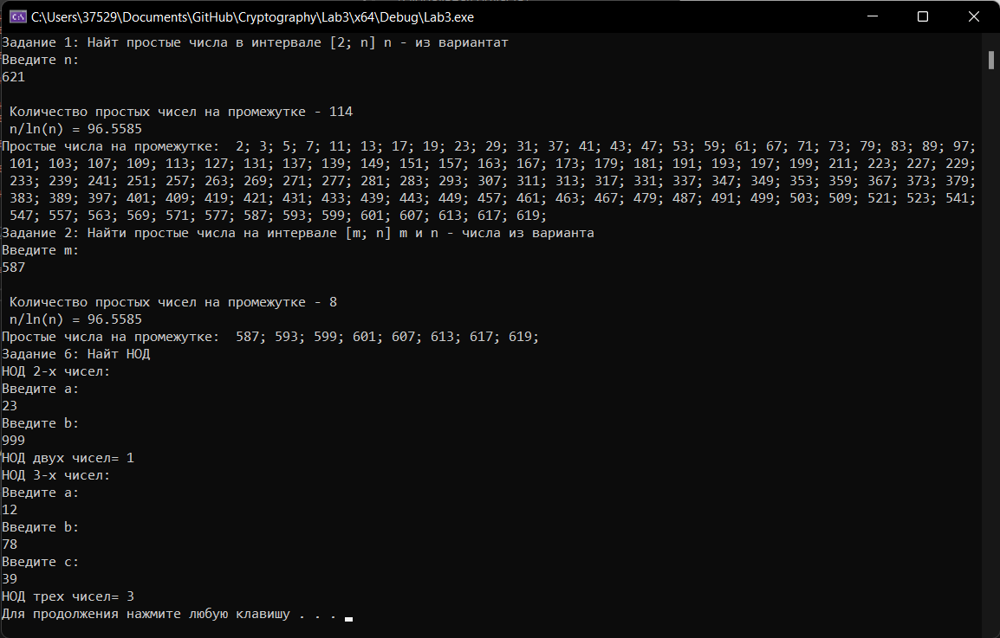 C:\Users\37529\Documents\GitHub\Cryptography\Lab3\x64\Debug\Lab3.exe
Задание 1: Найт простые числа в интервале [2; n] n - из вариантат
Введите n:
621
Количество простых чисел на промежутке - 114
n/ln(n) = 96.5585
Простые числа на промежутке:  2; 3; 5; 7; 11; 13; 17; 19; 23; 29; 31; 37; 41; 43; 47; 53; 59; 61; 67; 71; 73; 79; 83; 89; 97;
101; 103; 107; 109; 113; 127; 131; 137; 139; 149; 151; 157; 163; 167; 173; 179; 181; 191; 193; 197; 199; 211; 223; 227; 229;
233; 239; 241; 251; 257; 263; 269; 271; 277; 281; 283; 293; 307; 311; 313; 317; 331; 337; 347; 349; 353; 359; 367; 373; 379;
383; 389; 397; 401; 409; 419; 421; 431; 433; 439; 443; 449; 457; 461; 463; 467; 479; 487; 491; 499; 503; 509; 521; 523; 541;
547; 557; 563; 569; 571; 577; 587; 593; 599; 601; 607; 613; 617; 619;
Задание 2: Найти простые числа на интервале [m; n] m и n - числа из варианта
Введите m:
587
Количество простых чисел на промежутке - 8
n/ln(n) = 96.5585
Простые числа на промежутке:  587; 593; 599; 601; 607; 613; 617; 619;
Задание 6: Найт НОД
НОД 2-х чисел:
Введите a:
23
Введите b:
999
НОД двух чисел= 1
НОД 3-х чисел:
Введите a:
12
Введите b:
78
Введите c:
39
НОД трех чисел= 3
Для продолжения нажмите любую клавишу . . .